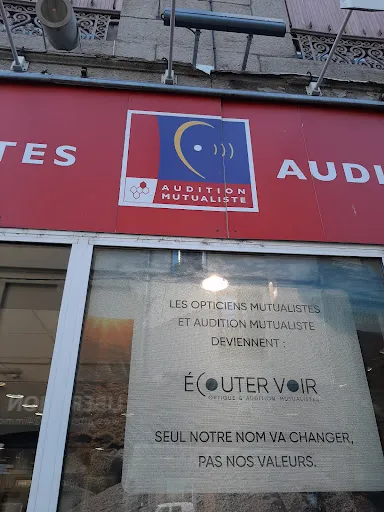 TES
AUDITION
MUTUALISTE
AUDI
LES OPTICIENS MUTUALISTES
ET AUDITION MUTUALISTE
DEVIENNENT :
ÉCOUTER VOIR
OPTIQUE & AUDITION MUTUALISTES
SEUL NOTRE NOM VA CHANGER,
PAS NOS VALEURS.